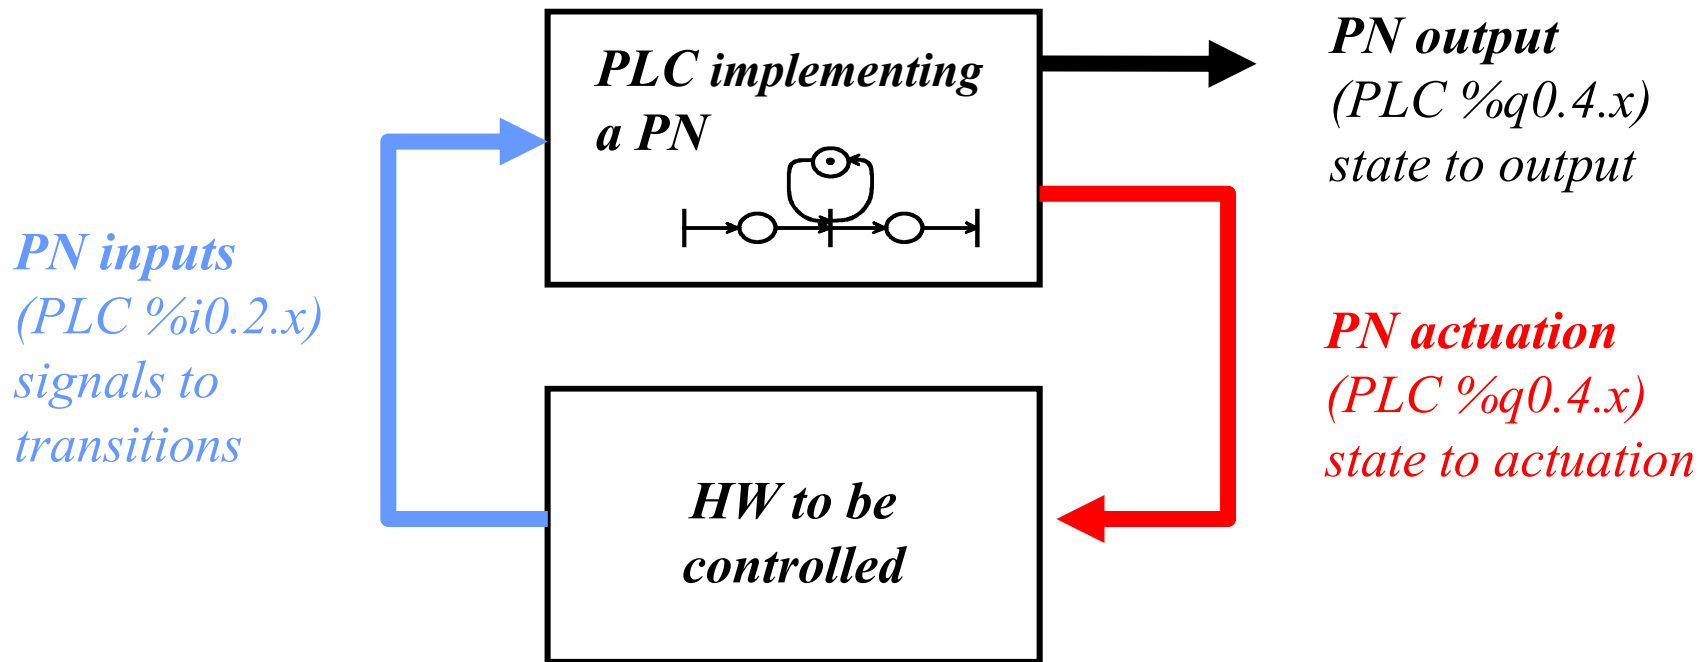 PLC implementing
a PN
PN output
(PLC %q0.4.x)
state to output
PN inputs
(PLC %i0.2.x)
signals to
transitions
PN actuation
(PLC %q0.4.x)
state to actuation
HW to be
controlled